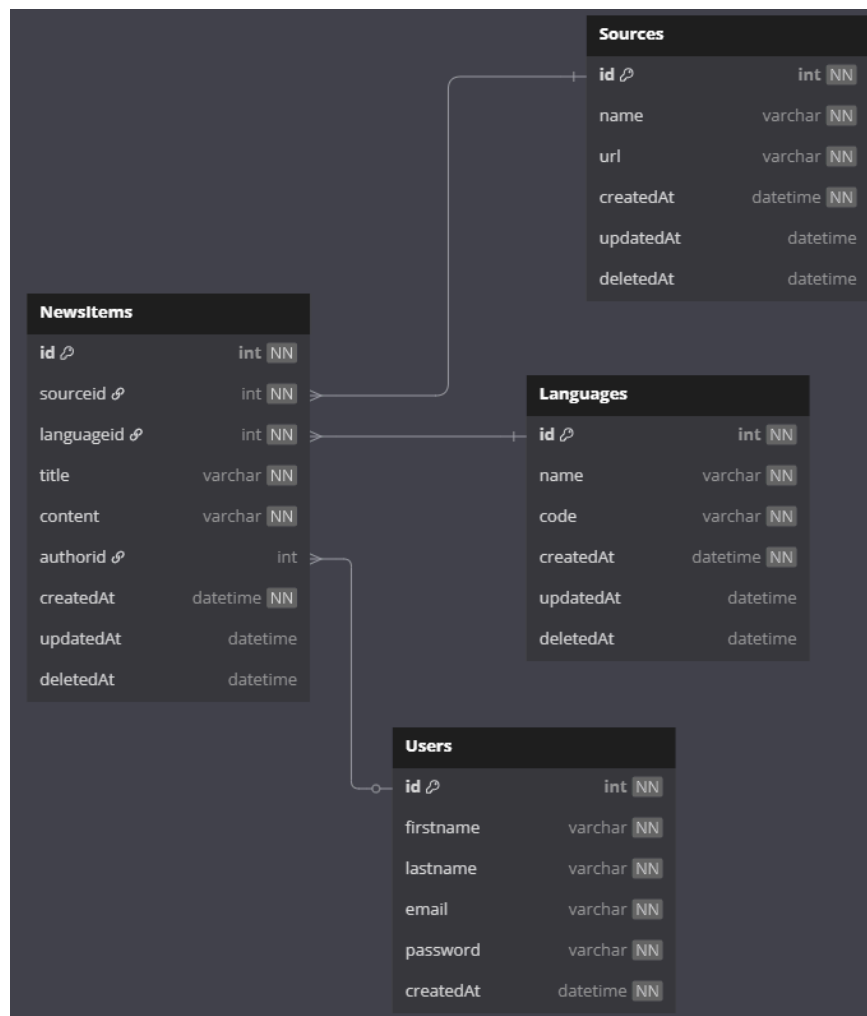 Sources
id int NN
name varchar NN
url varchar NN
createdAt datetime NN
updatedAt datetime
deletedAt datetime
NewsItems
id int NN
sourceid int NN
languageid int NN
title varchar NN
content varchar NN
authorid int
createdAt datetime NN
updatedAt datetime
deletedAt datetime
Languages
id int NN
name varchar NN
code varchar NN
createdAt datetime NN
updatedAt datetime
deletedAt datetime
Users
id int NN
firstname varchar NN
lastname varchar NN
email varchar NN
password varchar NN
createdAt datetime NN